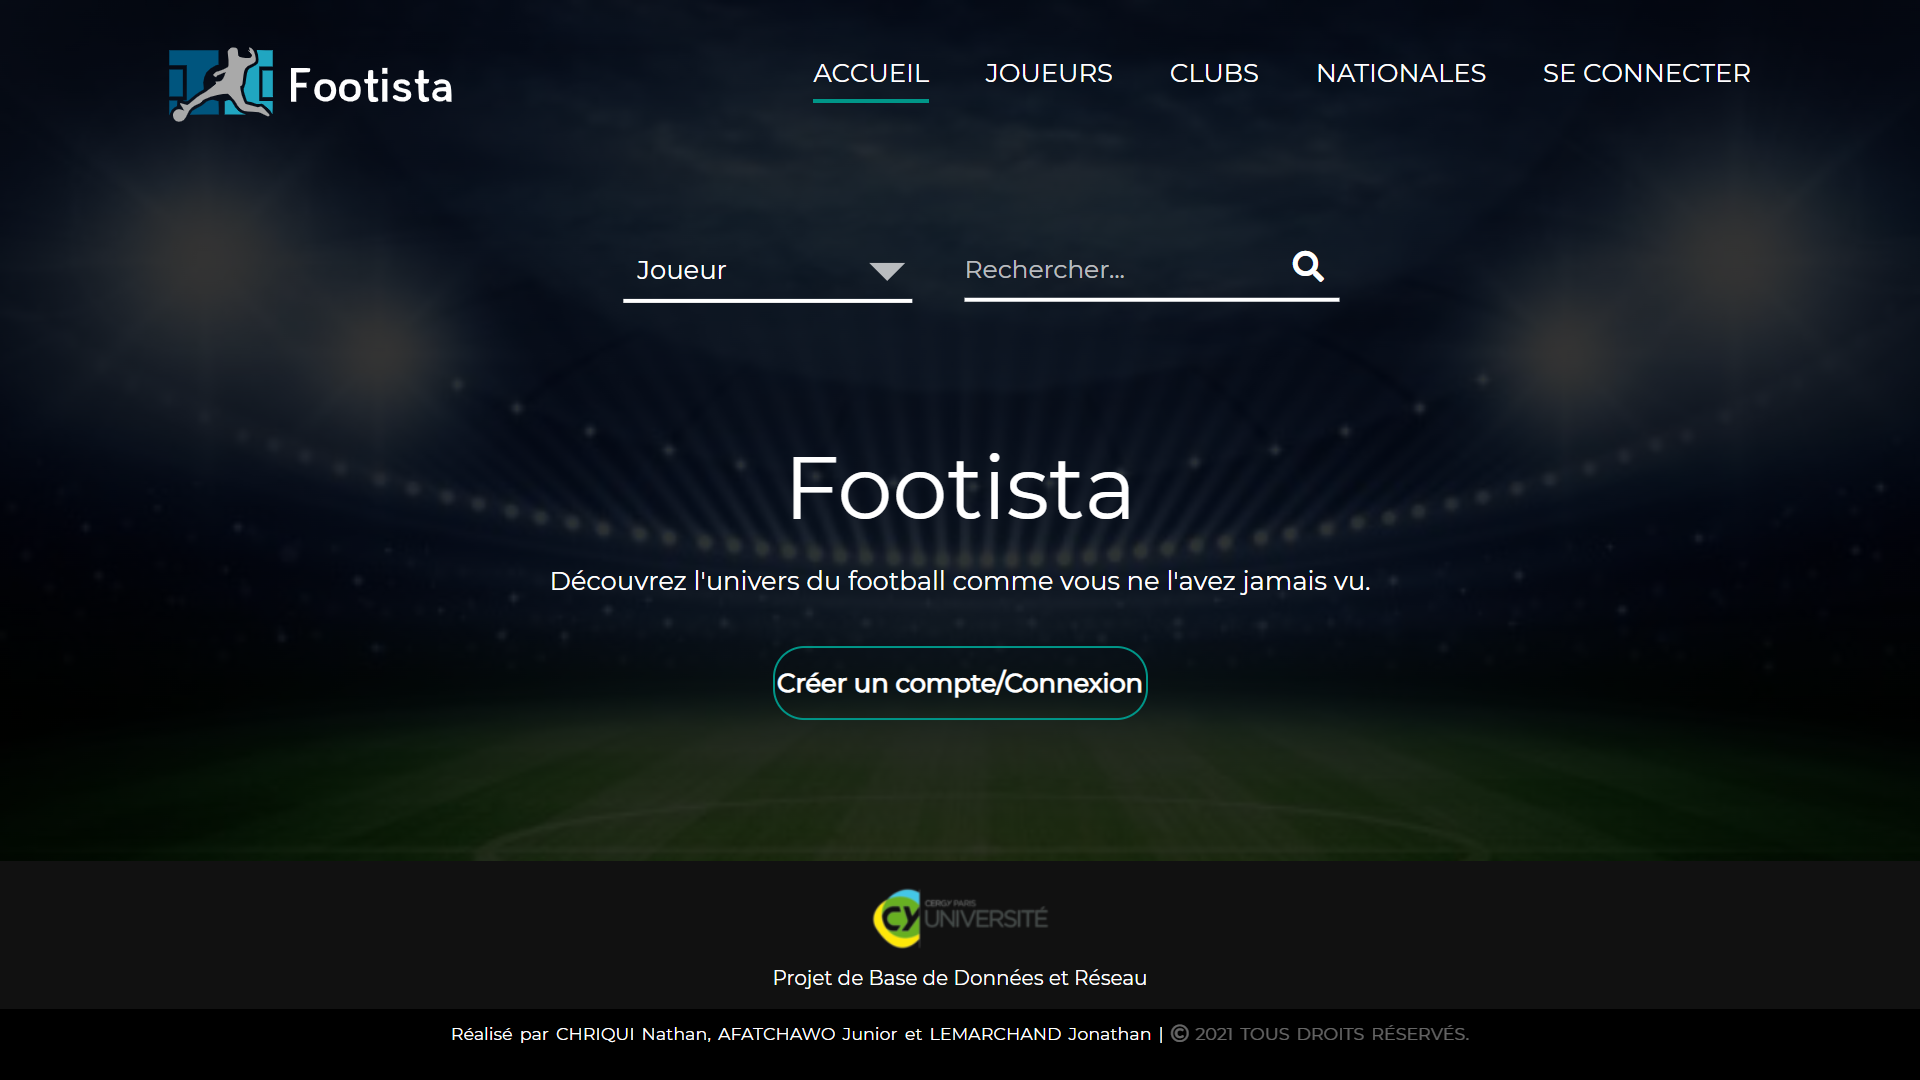 Footista
ACCUEIL JOUEURS CLUBS NATIONALES SE CONNECTER
Joueur Rechercher...
Footista
Découvrez l'univers du football comme vous ne l'avez jamais vu.
Créer un compte/Connexion
CY CERGY PARIS
UNIVERSITÉ
Projet de Base de Données et Réseau
Réalisé par CHRIQUI Nathan, AFATCHAWO Junior et LEMARCHAND Jonathan | © 2021 TOUS DROITS RÉSERVÉS.